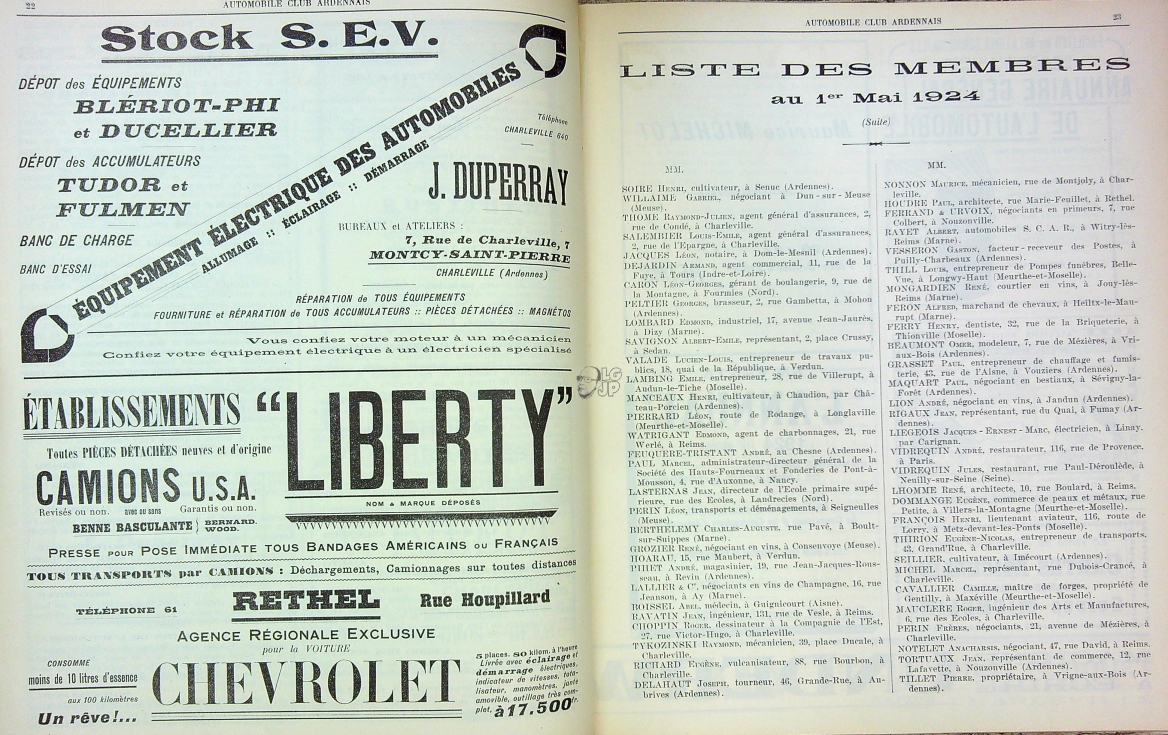 22
AUTOMOBILE CLUB ARDENNAIS
Stock S. E. V.
DÉPOT des ÉQUIPEMENTS
BLÉRIOT-PHI
et DUCELLIER
DÉPOT des ACCUMULATEURS
TUDOR et
FULMEN
BANC DE CHARGE
BANC D'ESSAI
ÉQUIPEMENT ÉLECTRIQUE DES AUTOMOBILES
ALLUMAGE :: ÉCLAIRAGE :: DÉMARRAGE
Téléphone
CHARLEVILLE 640
J. DUPERRAY
BUREAUX et ATELIERS :
7, Rue de Charleville, 7
MONTCY-SAINT-PIERRE
CHARLEVILLE (Ardennes)
RÉPARATION de TOUS ÉQUIPEMENTS
FOURNITURE et RÉPARATION de TOUS ACCUMULATEURS :: PIÈCES DÉTACHÉES :: MAGNÉTOS
Vous confiez votre moteur à un mécanicien
Confiez votre équipement électrique à un électricien spécialisé
ÉTABLISSEMENTS
"LIBERTY"
NOM & MARQUE DÉPOSÉS
Toutes PIÈCES DÉTACHÉES neuves et d'origine
CAMIONS U.S.A.
Revisés ou non. avec ou sans Garantis ou non.
BENNE BASCULANTE BERNARD.
WOOD.
PRESSE POUR POSE IMMÉDIATE TOUS BANDAGES AMÉRICAINS OU FRANÇAIS
TOUS TRANSPORTS par CAMIONS : Déchargements, Camionnages sur toutes distances
TÉLÉPHONE 61
RETHEL
Rue Houpillard
AGENCE RÉGIONALE EXCLUSIVE
pour la VOITURE
CHEVROLET
CONSOMME
moins de 10 litres d'essence
aux 100 kilomètres
Un rêve!...
5 places, 80 kilom. à l'heure
Livrée avec éclairage et
démarrage électriques,
indicateur de vitesses, tota-
lisateur, manomètres, jante
amovible, outillage très com-
plet, à 17.500 fr.
LG
JP
AUTOMOBILE CLUB ARDENNAIS
23
LISTE DES MEMBRES
au 1er Mai 1924
(Suite)
MM.
SOIRE HENRI, cultivateur, à Senuc (Ardennes).
WILLAIME GABRIEL, négociant à Dun-sur-Meuse
(Meuse).
THOME RAYMOND-JULIEN, agent général d'assurances, 2,
rue de Condé, à Charleville.
SALEMBIER LOUIS-EMILE, agent général d'assurances,
2, rue de l'Epargne, à Charleville.
JACQUES LÉON, notaire, à Dom-le-Mesnil (Ardennes).
DEJARDIN ARMAND, agent commercial, 11, rue de la
Fuye, à Tours (Indre-et-Loire).
CARON LÉON-GEORGES, gérant de boulangerie, 9, rue de
la Montagne, à Fourmies (Nord).
PELTIER GEORGES, brasseur, 2, rue Gambetta, à Mohon
(Ardennes).
LOMBARD EDMOND, industriel, 17, avenue Jean-Jaurès,
à Dizy (Marne).
SAVIGNON ALBERT-EMILE, représentant, 2, place Crussy,
à Sedan.
VALADE LUCIEN-LOUIS, entrepreneur de travaux pu-
blics, 18, quai de la République, à Verdun.
LAMBING EMILE, entrepreneur, 28, rue de Villerupt, à
Audun-le-Tiche (Moselle).
MANCEAUX HENRI, cultivateur, à Chaudion, par Châ-
teau-Porcien (Ardennes).
PIERRARD LÉON, route de Rodange, à Longlaville
(Meurthe-et-Moselle).
WATRIGANT EDMOND, agent de charbonnages, 21, rue
Werlé, à Reims.
FEUQUERE-TRISTANT ANDRÉ, au Chesne (Ardennes).
PAUL MARCEL, administrateur-directeur général de la
Société des Hauts-Fourneaux et Fonderies de Pont-à-
Mousson, 4, rue d'Auxonne, à Nancy.
LASTERNAS JEAN, directeur de l'Ecole primaire supé-
rieure, rue des Ecoles, à Landrecies (Nord).
PERIN LÉON, transports et déménagements, à Seigneulles
(Meuse).
BERTHELEMY CHARLES-AUGUSTE, rue Pavé, à Boult-
sur-Suippes (Marne).
GROZIER RENÉ, négociant en vins, à Consenvoye (Meuse).
HOARAU, 15, rue Maubert, à Verdun.
PIHET ANDRÉ, magasinier, 19, rue Jean-Jacques-Rous-
seau, à Revin (Ardennes).
LALLIER & Cie, négociants en vins de Champagne, 16, rue
Jeanson, à Ay (Marne).
BOISSEL ABEL, médecin, à Guignicourt (Aisne).
RAVATIN JEAN, ingénieur, 131, rue de Vesle, à Reims.
CHOPPIN ROGER, dessinateur à la Compagnie de l'Est,
27, rue Victor-Hugo, à Charleville.
TYKOZINSKI RAYMOND, mécanicien, 39, place Ducale, à
Charleville.
RICHARD EUGÈNE, vulcanisateur, 88, rue Bourbon, à
Charleville.
DELAHAUT JOSEPH, tourneur, 46, Grande-Rue, à Au-
brives (Ardennes).
MM.
NONNON MAURICE, mécanicien, rue de Montjoly, à Char-
leville.
HOUDRE PAUL, architecte, rue Marie-Feuillet, à Rethel.
FERRAND & URVOIX, négociants en primeurs, 7, rue
Colbert, à Nouzonville.
RAYET ALBERT, automobiles S. C. A. R., à Witry-lès-
Reims (Marne).
VESSERON GASTON, facteur-receveur des Postes, à
Puilly-Charbeaux (Ardennes).
THILL LOUIS, entrepreneur de Pompes funèbres, Belle-
Vue, à Longwy-Haut (Meurthe-et-Moselle).
MONGARDIEN RENÉ, courtier en vins, à Jouy-lès-
Reims (Marne).
FERON ALFRED, marchand de chevaux, à Heiltx-le-Mau-
rupt (Marne).
FERRY HENRY, dentiste, 32, rue de la Briqueterie, à
Thionville (Moselle).
BEAUMONT OMER, modeleur, 7, rue de Mézières, à Vri-
aux-Bois (Ardennes).
GRASSET PAUL, entrepreneur de chauffage et fumis-
terie, 43, rue de l'Aisne, à Vouziers (Ardennes).
MAQUART PAUL, négociant en bestiaux, à Sévigny-la-
Forêt (Ardennes).
LION ANDRÉ, négociant en vins, à Jandun (Ardennes).
RIGAUX JEAN, représentant, rue du Quai, à Fumay (Ar-
dennes).
LIEGEOIS JACQUES-ERNEST-MARC, électricien, à Linay,
par Carignan.
VIDREQUIN ANDRÉ, restaurateur, 116, rue de Provence,
à Paris.
VIDREQUIN JULES, restaurant, rue Paul-Déroulède, à
Neuilly-sur-Seine (Seine).
LHOMME RENÉ, architecte, 10, rue Boulard, à Reims.
DOMMANGE EUGÈNE, commerce de peaux et métaux, rue
Petite, à Villers-la-Montagne (Meurthe-et-Moselle).
FRANÇOIS HENRI, lieutenant aviateur, 116, route de
Lorry, à Metz-devant-les-Ponts (Moselle).
THIRION EUGÈNE-NICOLAS, entrepreneur de transports,
43, Grand'Rue, à Charleville.
SEILLIER, cultivateur, à Imécourt (Ardennes).
MICHEL MARCEL, représentant, rue Dubois-Crancé, à
Charleville.
CAVALIER CAMILLE, maître de forges, propriété de
Gentilly, à Maxéville (Meurthe-et-Moselle).
MAUCLERE ROGER, ingénieur des Arts et Manufactures,
6, rue des Ecoles, à Charleville.
PERIN FRÈRES, négociants, 21, avenue de Mézières, à
Charleville.
NOTELET ANACHARSIS, négociant, 47, rue David, à Reims.
TORTUAUX JEAN, représentant de commerce, 12, rue
Lafayette, à Nouzonville (Ardennes).
TILLET PIERRE, propriétaire, à Vrigne-aux-Bois (Ar-
dennes).